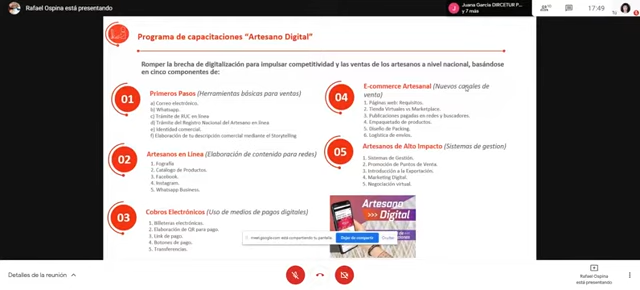 Rafael Ospina está presentando
Juana García DIRCETUR P...
y 7 más
17:49
Programa de capacitaciones "Artesano Digital"
Romper la brecha de digitalización para impulsar competitividad y las ventas de los artesanos a nivel nacional, basándose
en cinco componentes de:
01
Primeros Pasos (Herramientas básicas para ventas)
a) Correo electrónico.
b) Whatsapp.
c) Trámite de RUC en línea
d) Trámite del Registro Nacional del Artesano en línea
e) Identidad comercial.
f) Elaboración de tu descripción comercial mediante el Storytelling
02
Artesanos en Línea (Elaboración de contenido para redes)
1. Fografía
2. Catálogo de Productos.
3. Facebook.
4. Instagram.
5. Whatsapp Business.
03
Cobros Electrónicos (Uso de medios de pagos digitales)
1. Billeteras electrónicas.
2. Elaboración de QR para pago.
3. Link de pago.
4. Botones de pago.
5. Transferencias
04
E-commerce Artesanal (Nuevos canales de
venta)
1. Páginas web: Requisitos.
2. Tienda Virtuales vs Marketplace.
3. Publicaciones pagadas en redes y buscadores.
4. Empaquetado de productos.
5. Diseño de Packing.
6. Logística de envíos.
05
Artesanos de Alto Impacto (Sistemas de gestion)
1. Sistemas de Gestión.
2. Promoción de Puntos de Venta.
3. Introducción a la Exportación.
4. Marketing Digital.
5. Negociación virtual.
Artesano
>>> Digital
meet.google.com está compartiendo tu pantalla.
Dejar de compartir
Ocultar
Detalles de la reunión
Rafael Ospina
está presentando